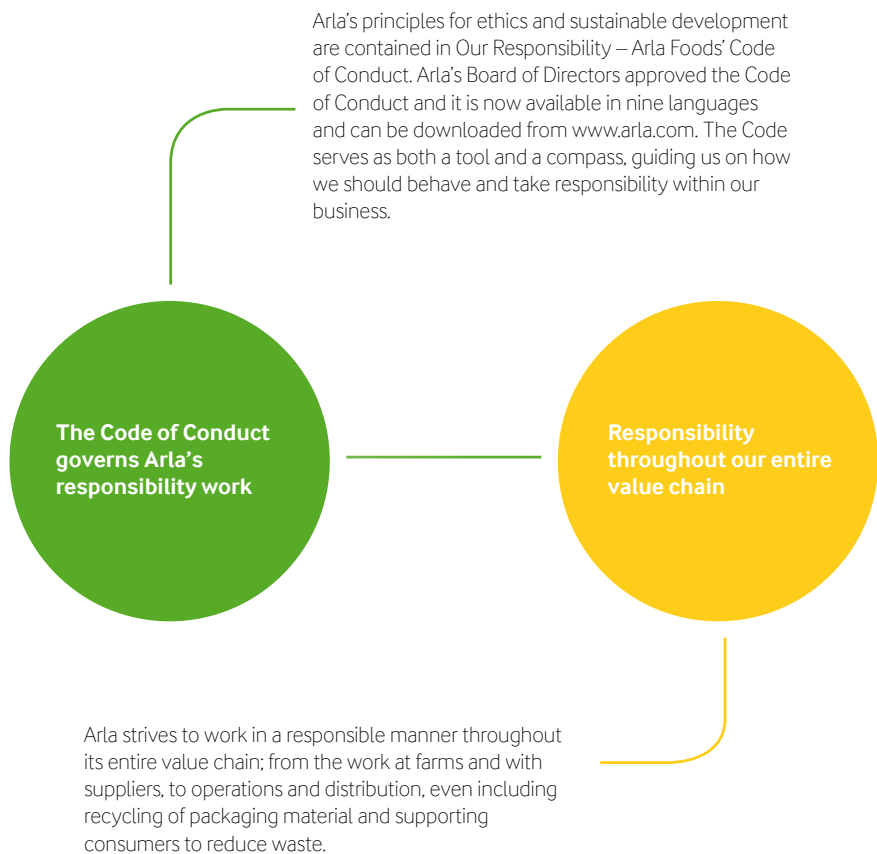 Arla’s principles for ethics and sustainable development
are contained in Our Responsibility – Arla Foods’ Code
of Conduct. Arla’s Board of Directors approved the Code
of Conduct and it is now available in nine languages
and can be downloaded from www.arla.com. The Code
serves as both a tool and a compass, guiding us on how
we should behave and take responsibility within our
business.
The Code of Conduct
governs Arla’s
responsibility work
Responsibility
throughout our entire
value chain
Arla strives to work in a responsible manner throughout
its entire value chain; from the work at farms and with
suppliers, to operations and distribution, even including
recycling of packaging material and supporting
consumers to reduce waste.